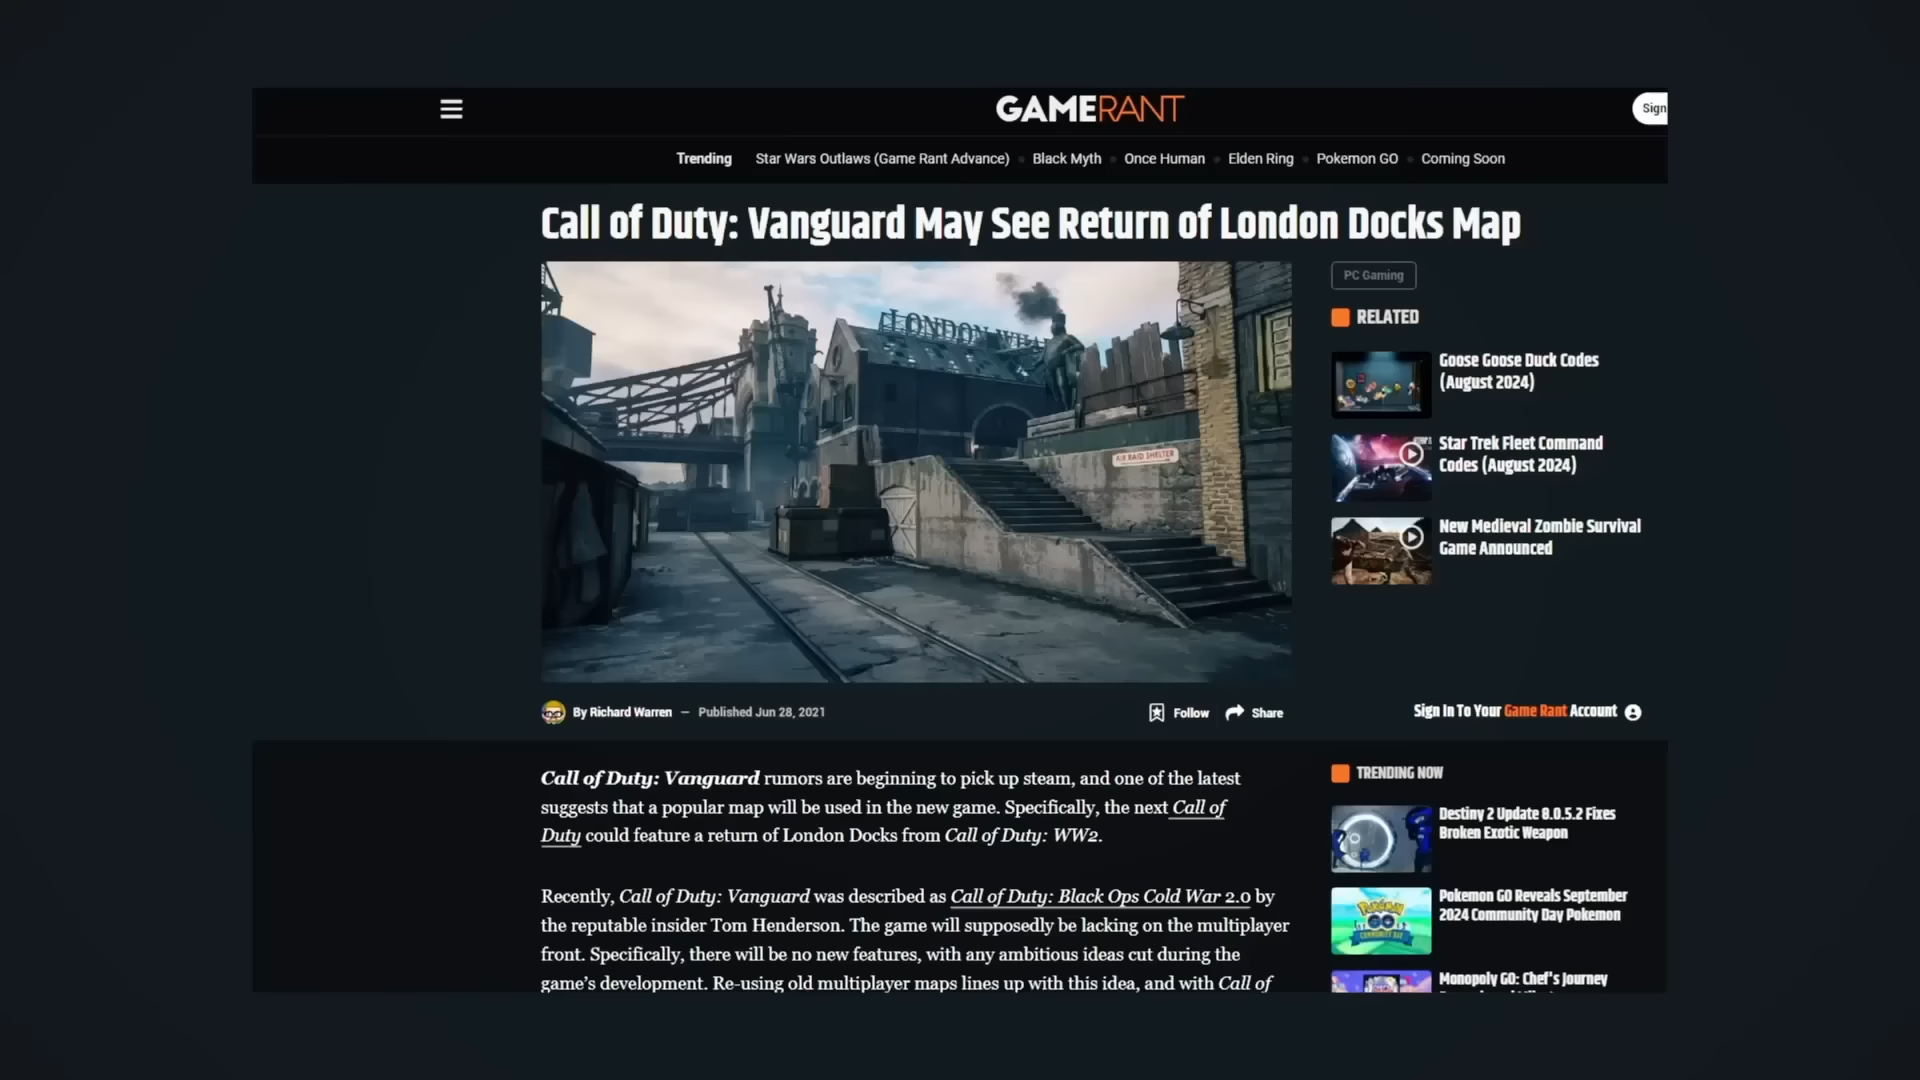 GAMERANT
Sign
Trending Star Wars Outlaws (Game Rant Advance) Black Myth Once Human Elden Ring Pokemon GO Coming Soon
Call of Duty: Vanguard May See Return of London Docks Map
LONDON WHA
AIR RAID SHELTER
PC Gaming
RELATED
Goose Goose Duck Codes
(August 2024)
Star Trek Fleet Command
Codes (August 2024)
New Medieval Zombie Survival
Game Announced
By Richard Warren — Published Jun 28, 2021
Follow Share
Sign In To Your Game Rant Account
Call of Duty: Vanguard rumors are beginning to pick up steam, and one of the latest
suggests that a popular map will be used in the new game. Specifically, the next Call of
Duty could feature a return of London Docks from Call of Duty: WW2.
Recently, Call of Duty: Vanguard was described as Call of Duty: Black Ops Cold War 2.0 by
the reputable insider Tom Henderson. The game will supposedly be lacking on the multiplayer
front. Specifically, there will be no new features, with any ambitious ideas cut during the
game's development. Re-using old multiplayer maps lines up with this idea, and with Call of
TRENDING NOW
Destiny 2 Update 8.0.5.2 Fixes
Broken Exotic Weapon
Pokemon GO Reveals September
2024 Community Day Pokemon
Pokémon
GO
COMMUNITY DAY
Monopoly GO: Chef's Journey